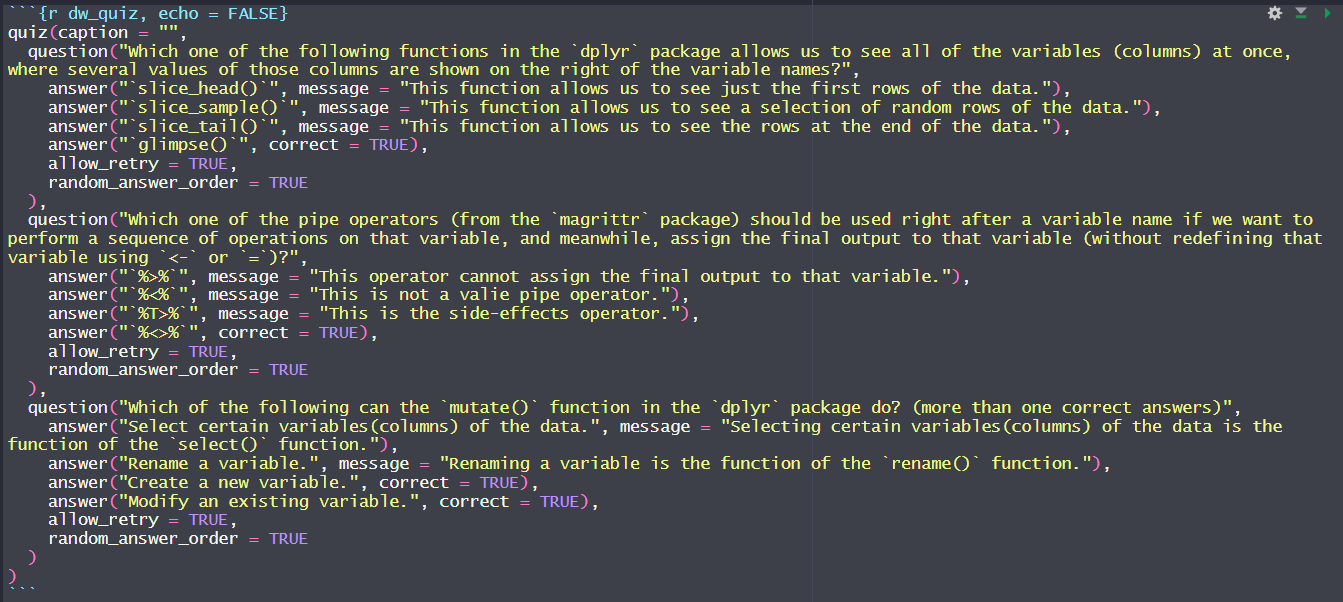 ```{r dw_quiz, echo = FALSE}
quiz(caption = "",
  question("Which one of the following functions in the `dplyr` package allows us to see all of the variables (columns) at once,
where several values of those columns are shown on the right of the variable names?",
    answer("`slice_head()`", message = "This function allows us to see just the first rows of the data."),
    answer("`slice_sample()`", message = "This function allows us to see a selection of random rows of the data."),
    answer("`slice_tail()`", message = "This function allows us to see the rows at the end of the data."),
    answer("`glimpse()`", correct = TRUE),
    allow_retry = TRUE,
    random_answer_order = TRUE
  ),
  question("Which one of the pipe operators (from the `magrittr` package) should be used right after a variable name if we want to
perform a sequence of operations on that variable, and meanwhile, assign the final output to that variable (without redefining that
variable using `<-` or `=`)?",
    answer("`%>%`", message = "This operator cannot assign the final output to that variable."),
    answer("`%<%`", message = "This is not a valie pipe operator."),
    answer("`%T>%`", message = "This is the side-effects operator."),
    answer("`%<>%`", correct = TRUE),
    allow_retry = TRUE,
    random_answer_order = TRUE
  ),
  question("Which of the following can the `mutate()` function in the `dplyr` package do? (more than one correct answers)",
    answer("Select certain variables(columns) of the data.", message = "Selecting certain variables(columns) of the data is the
function of the `select()` function."),
    answer("Rename a variable.", message = "Renaming a variable is the function of the `rename()` function."),
    answer("Create a new variable.", correct = TRUE),
    answer("Modify an existing variable.", correct = TRUE),
    allow_retry = TRUE,
    random_answer_order = TRUE
  )
)
```